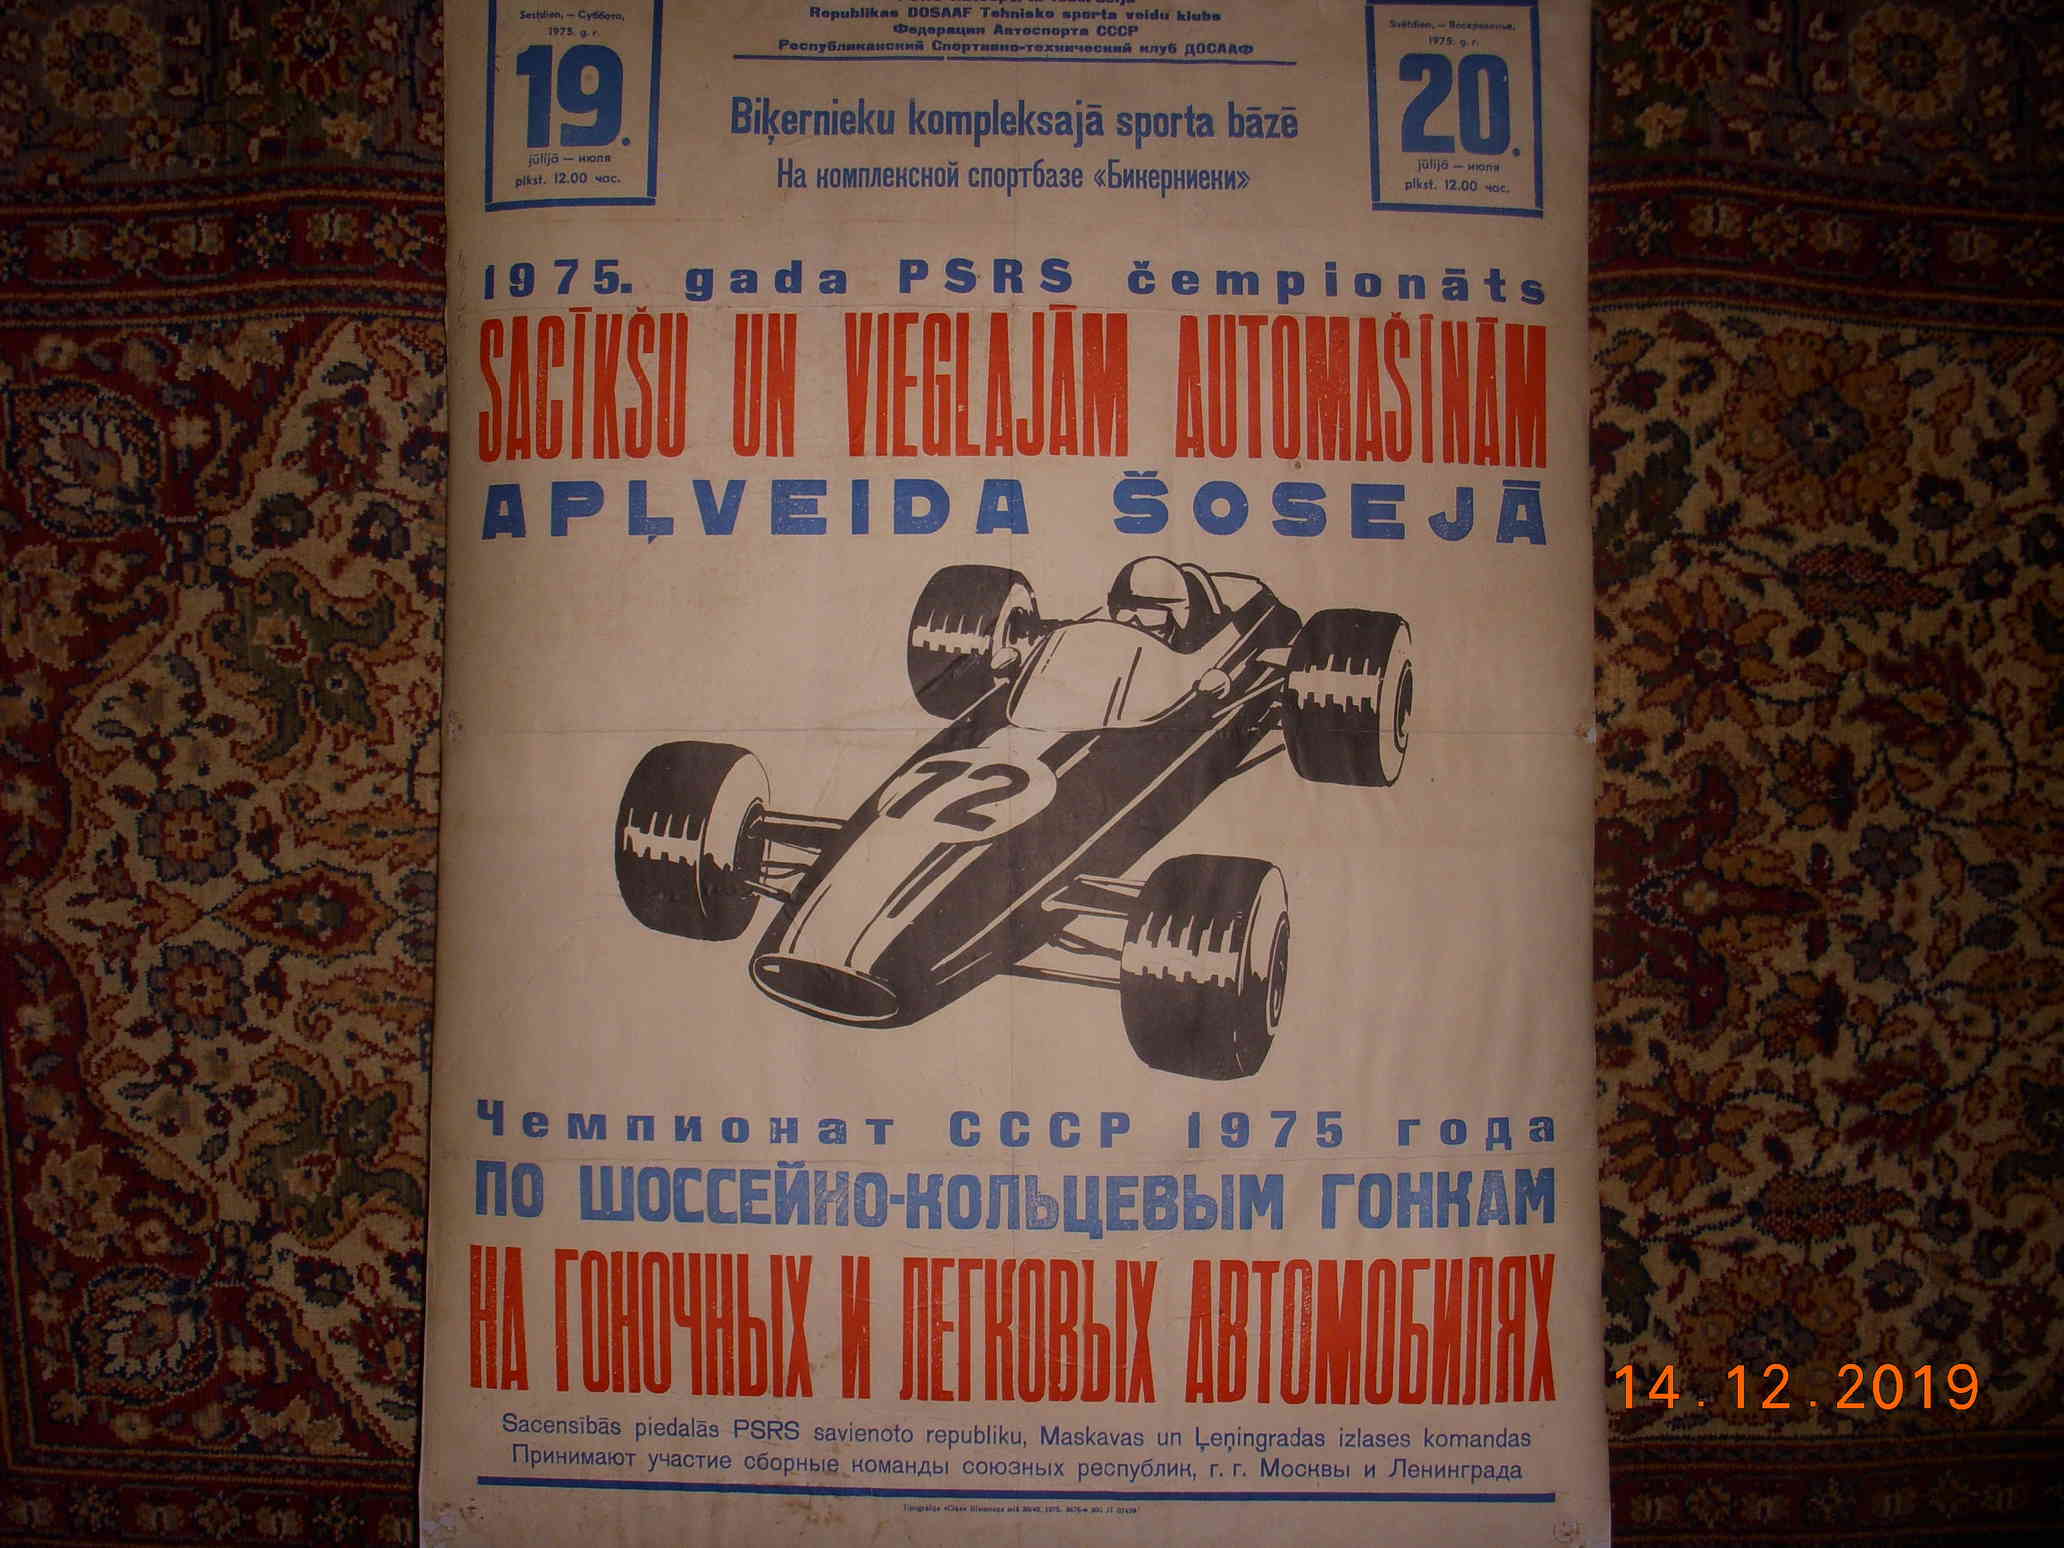 Sestdien, — Суббота,
1975. g. г.
19.
jūlijā — июля
plkst. 12.00 час.
Republikas DOSAAF Tehnisko sporta veidu klubs
Федерация Автоспорта СССР
Республиканский Спортивно-технический клуб ДОСААФ
Biķernieku kompleksajā sporta bāzē
На комплексной спортбазе «Бикерниеки»
Svētdien, — Воскресенье,
1975. g. г.
20.
jūlijā — июля
plkst. 12.00 час.
1975. gada PSRS čempionāts
SACĪKŠU UN VIEGLAJĀM AUTOMAŠĪNĀM
APĻVEIDA ŠOSEJĀ
72
Чемпионат СССР 1975 года
ПО ШОССЕЙНО-КОЛЬЦЕВЫМ ГОНКАМ
НА ГОНОЧНЫХ И ЛЕГКОВЫХ АВТОМОБИЛЯХ
Sacensībās piedalās PSRS savienoto republiku, Maskavas un Ļeņingradas izlases komandas
Принимают участие сборные команды союзных республик, г. г. Москвы и Ленинграда
14.12.2019